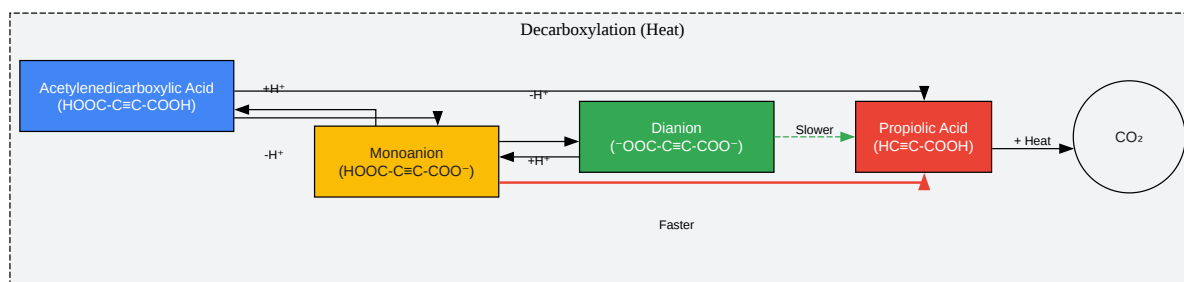 Decarboxylation (Heat)
Acetylenedicarboxylic Acid
(HOOC-C≡C-COOH)
+H⁺
-H⁺
-H⁺
Monoanion
(HOOC-C≡C-COO⁻)
+H⁺
Dianion
(⁻OOC-C≡C-COO⁻)
Slower
Propiolic Acid
(HC≡C-COOH)
+ Heat
CO₂
Faster